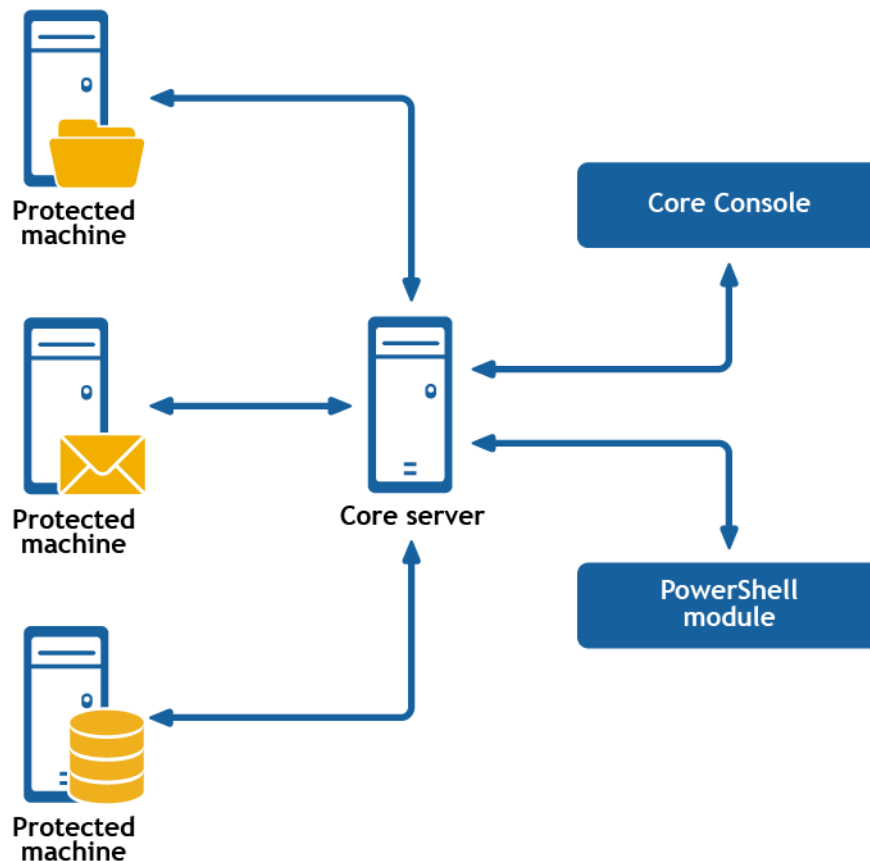 Protected
machine
Core Console
Protected
machine
Core server
PowerShell
module
Protected
machine